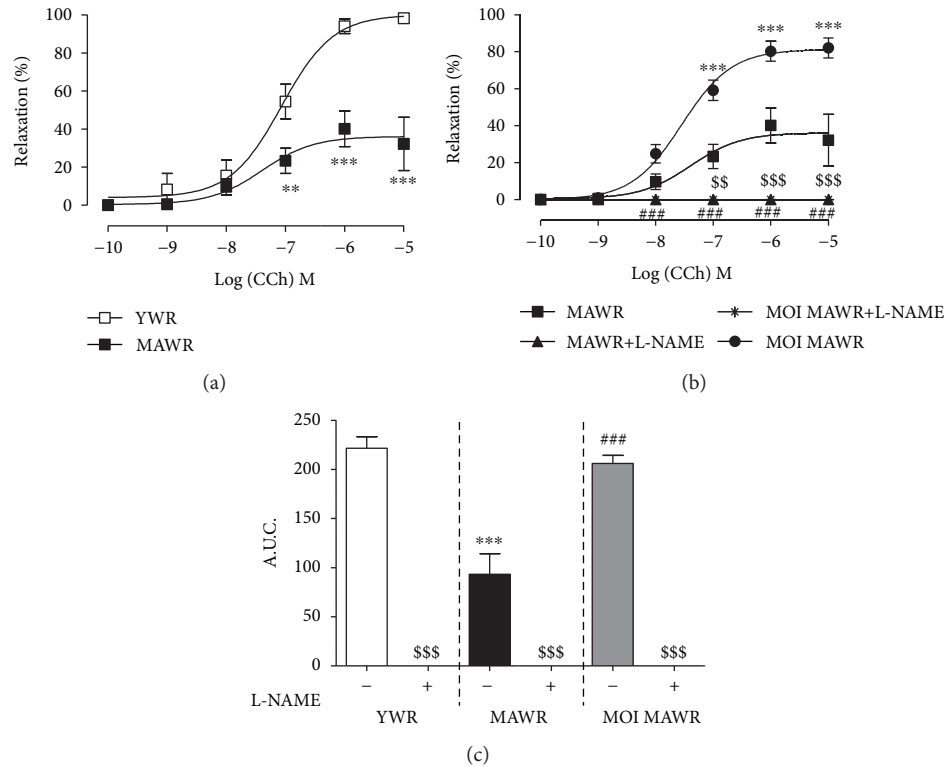 100
80
60
40
20
0
Relaxation (%)
**
***
***
−10
−9
−8
−7
−6
−5
Log (CCh) M
YWR
MAWR
(a)
100
80
60
40
20
0
Relaxation (%)
***
***
***
$$
$$$
$$$
###
###
###
###
−10
−9
−8
−7
−6
−5
Log (CCh) M
MAWR
MOI MAWR+L-NAME
MAWR+L-NAME
MOI MAWR
(b)
250
200
150
100
50
0
A.U.C.
###
***
$$$
$$$
$$$
L-NAME
− + − + − +
YWR MAWR MOI MAWR
(c)